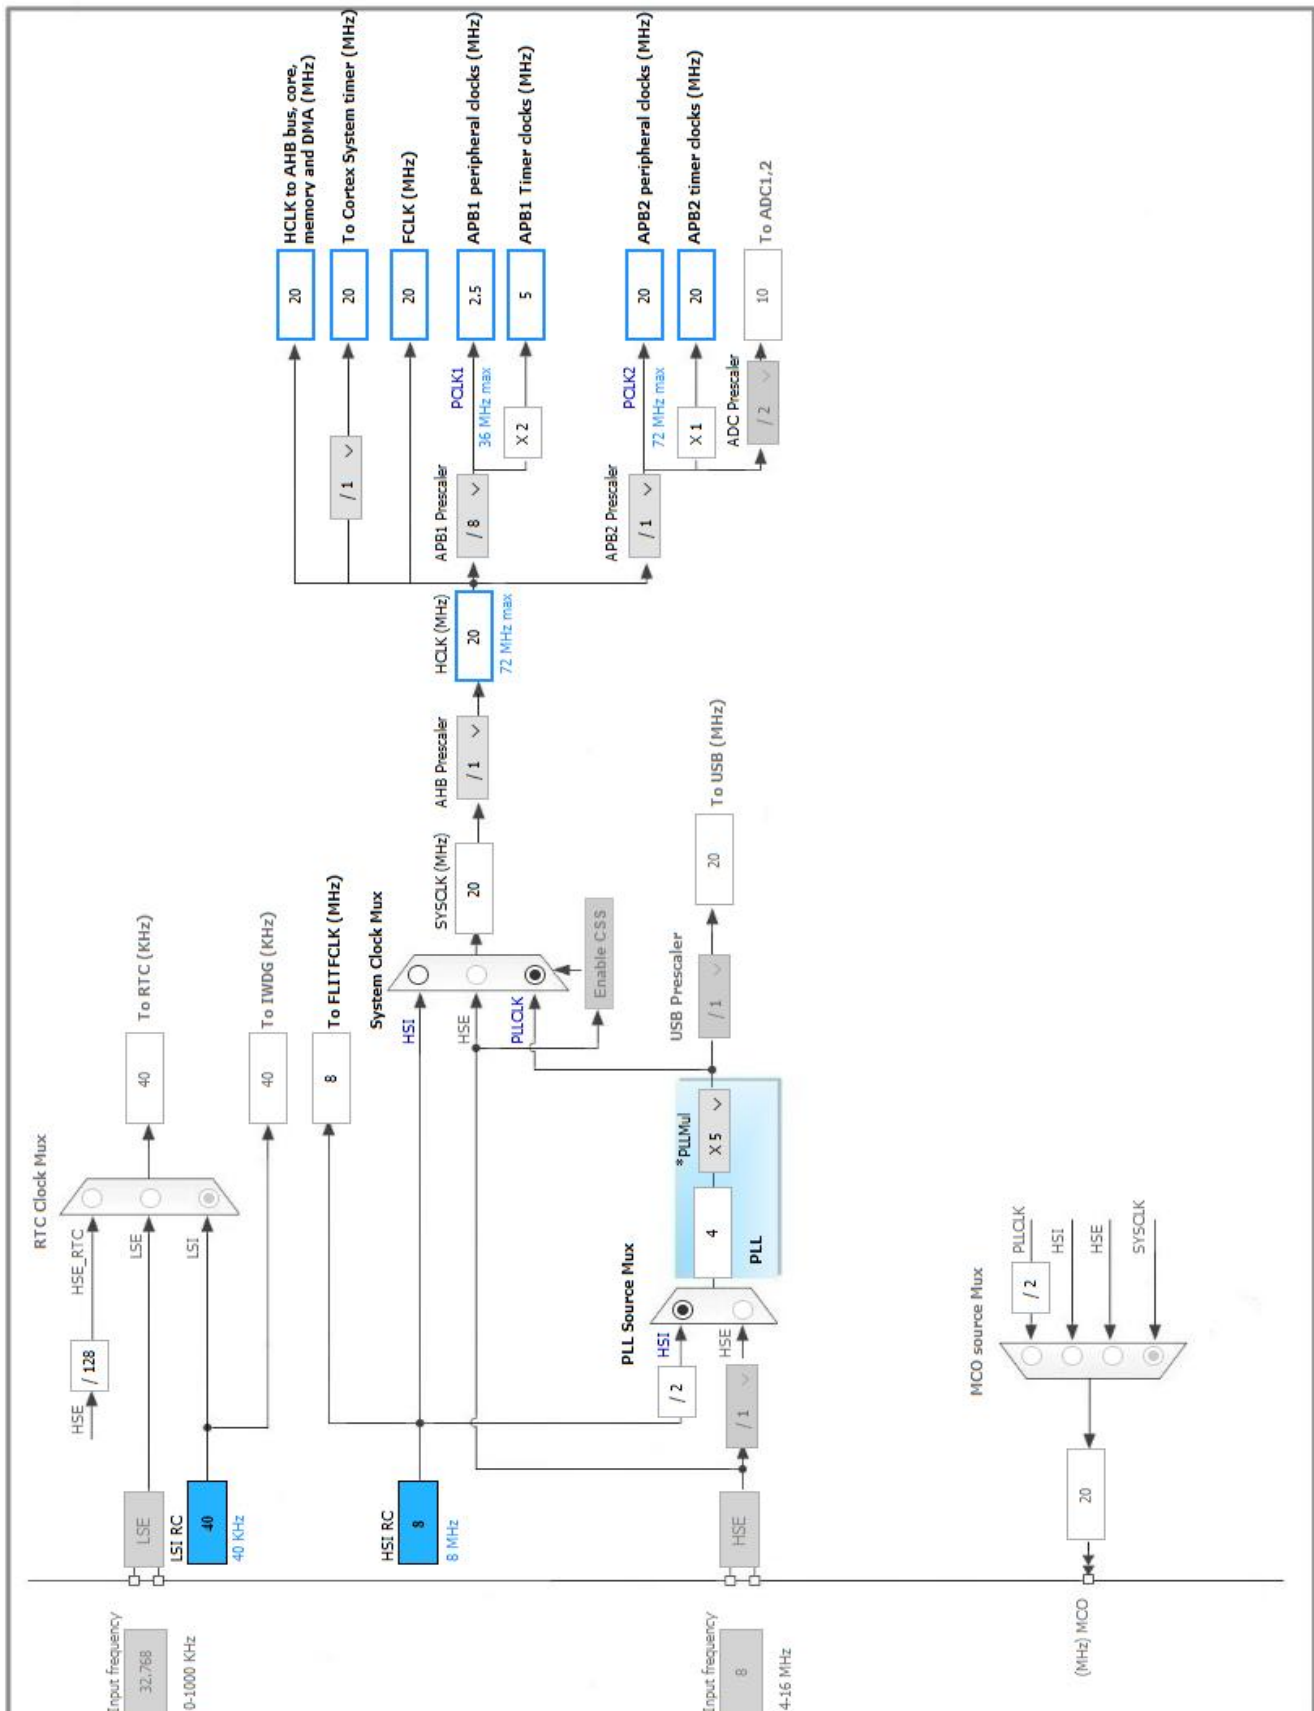 Input frequency
32.768
0-1000 KHz
LSE
LSI RC
40
40 KHz
HSE
/ 128
HSE_RTC
LSE
LSI
RTC Clock Mux
40
To RTC (KHz)
40
To IWDG (KHz)
HSI RC
8
8 MHz
8
To FLITFCLK (MHz)
System Clock Mux
HSI
HSE
PLLCLK
Enable CSS
SYSCLK (MHz)
20
AHB Prescaler
/ 1
HCLK (MHz)
20
72 MHz max
/ 1
APB1 Prescaler
/ 8
PCLK1
36 MHz max
X 2
APB2 Prescaler
/ 1
PCLK2
72 MHz max
X 1
ADC Prescaler
/ 2
20
HCLK to AHB bus, core,
memory and DMA (MHz)
20
To Cortex System timer (MHz)
20
FCLK (MHz)
2.5
APB1 peripheral clocks (MHz)
5
APB1 Timer clocks (MHz)
20
APB2 peripheral clocks (MHz)
20
APB2 timer clocks (MHz)
10
To ADC1,2
Input frequency
8
4-16 MHz
HSE
/ 2
/ 1
HSI
HSE
PLL Source Mux
4
*PLLMul
X 5
PLL
USB Prescaler
/ 1
20
To USB (MHz)
(MHz) MCO
20
MCO source Mux
/ 2
PLLCLK
HSI
HSE
SYSCLK